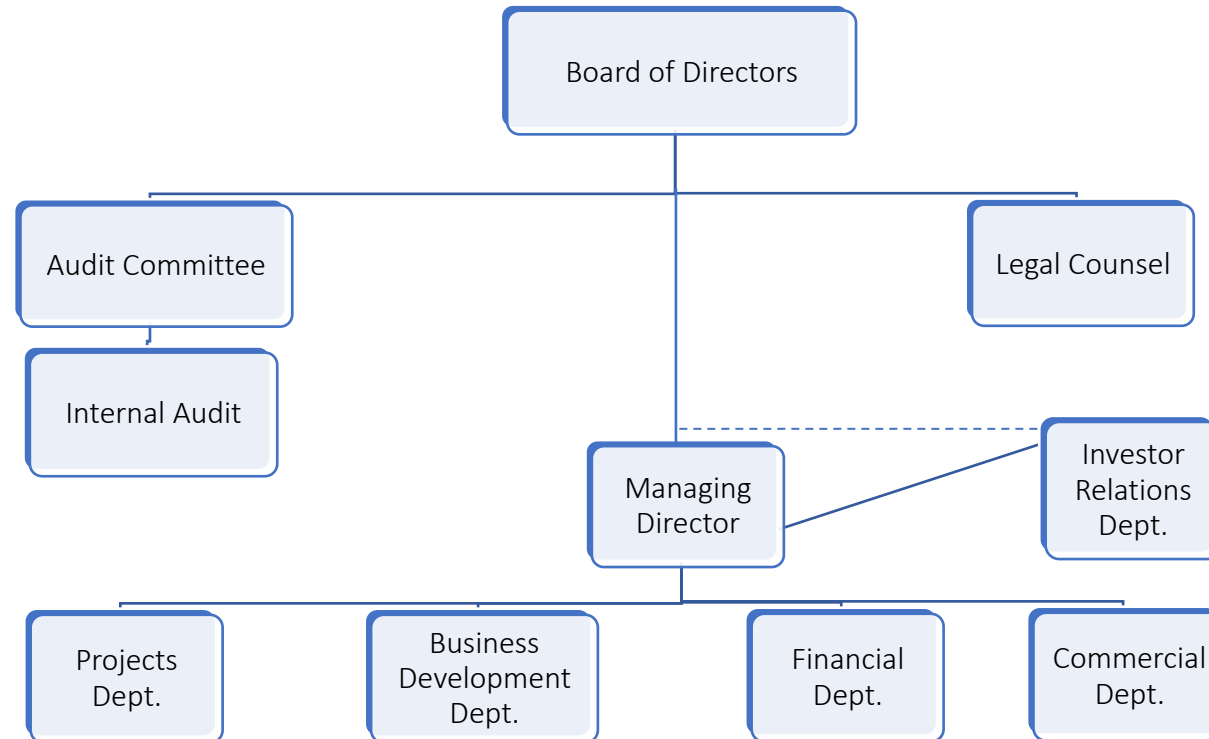 Board of Directors
Audit Committee
Legal Counsel
Internal Audit
Managing
Director
Investor
Relations
Dept.
Projects
Dept.
Business
Development
Dept.
Financial
Dept.
Commercial
Dept.